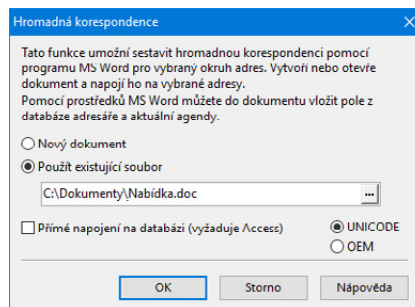 Hromadná korespondence
Tato funkce umožní sestavit hromadnou korespondenci pomocí
programu MS Word pro vybraný okruh adres. Vytvoří nebo otevře
dokument a napojí ho na vybrané adresy.
Pomocí prostředků MS Word můžete do dokumentu vložit pole z
databáze adresáře a aktuální agendy.
Nový dokument
Použít existující soubor
C:\Dokumenty\Nabídka.doc ...
Přímé napojení na databázi (vyžaduje Access) UNICODE
OEM
OK Storno Nápověda